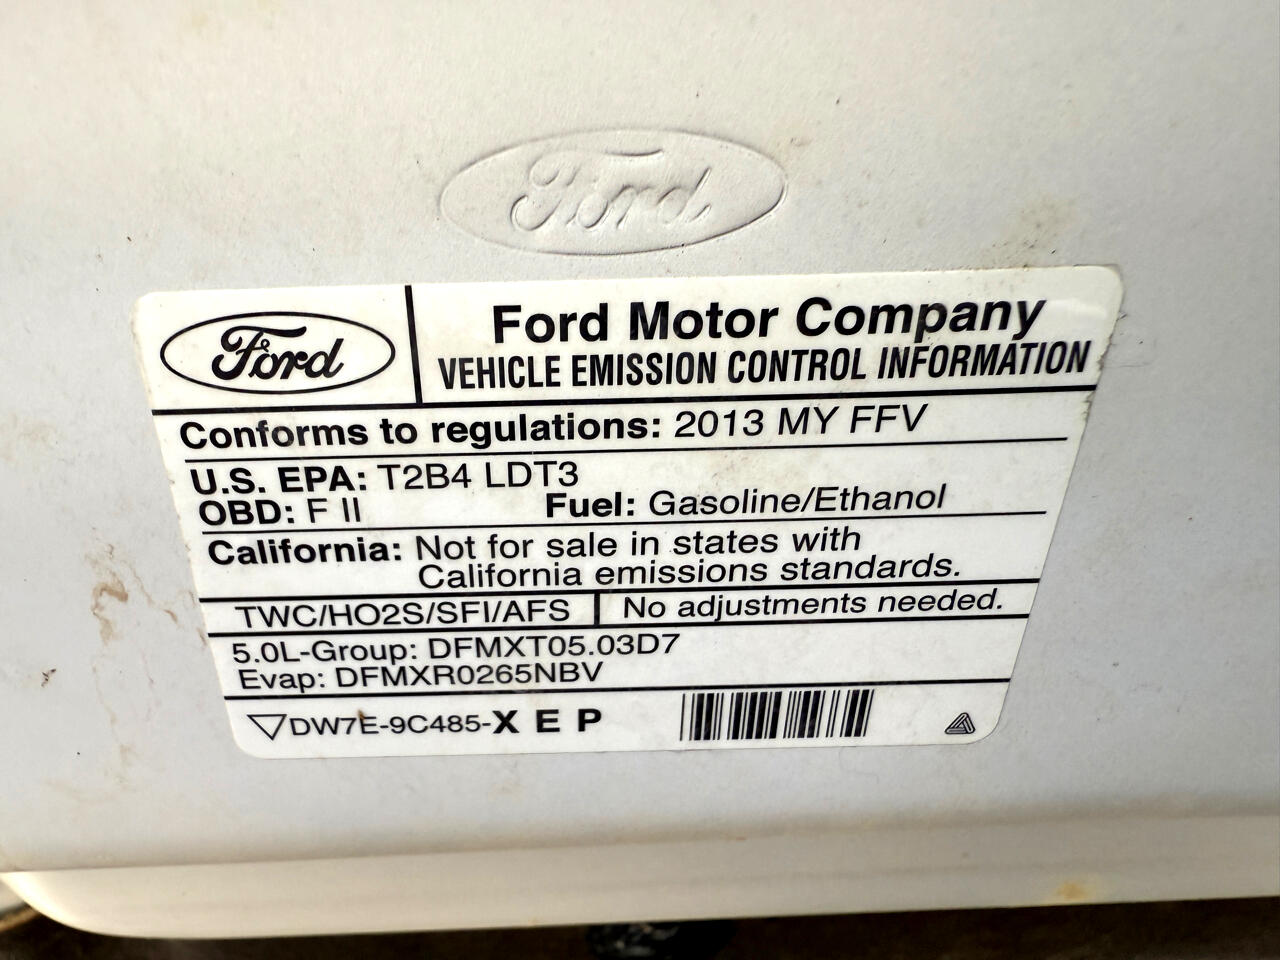 Ford
Ford
Ford Motor Company
VEHICLE EMISSION CONTROL INFORMATION
Conforms to regulations: 2013 MY FFV
U.S. EPA: T2B4 LDT3
OBD: F II Fuel: Gasoline/Ethanol
California: Not for sale in states with
California emissions standards.
TWC/HO2S/SFI/AFS No adjustments needed.
5.0L-Group: DFMXT05.03D7
Evap: DFMXR0265NBV
DW7E-9C485-X E P